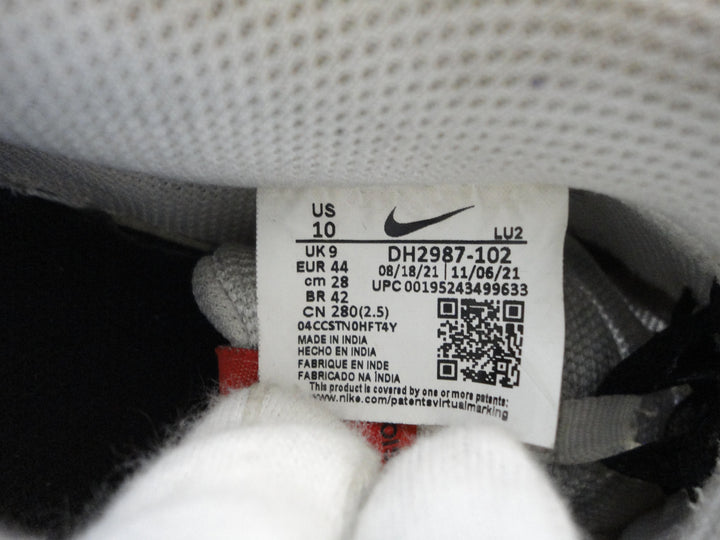 US
10
LU2
UK 9
EUR 44
cm 28
BR 42
CN 280(2.5)
DH2987-102
08/18/21 | 11/06/21
UPC 00195243499633
04CCSTN0HFT4Y
MADE IN INDIA
HECHO EN INDIA
FABRIQUE EN INDE
FABRICADO NA ÍNDIA
This product is covered by one or more patents:
www.nike.com/patentsvirtualmarking